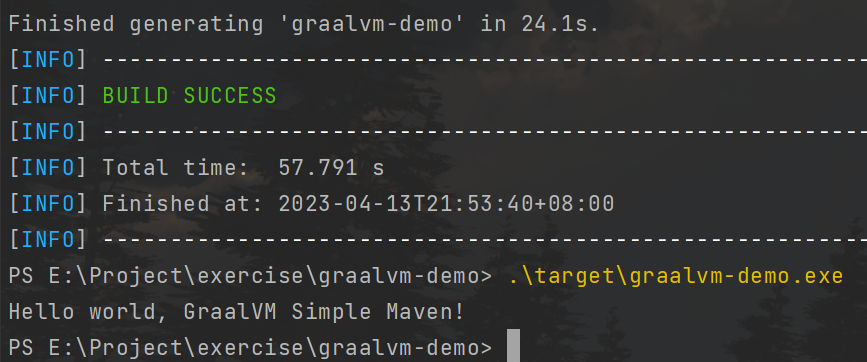 Finished generating 'graalvm-demo' in 24.1s.
[INFO] ------------------------------------------------------------
[INFO] BUILD SUCCESS
[INFO] ------------------------------------------------------------
[INFO] Total time:  57.791 s
[INFO] Finished at: 2023-04-13T21:53:40+08:00
[INFO] ------------------------------------------------------------
PS E:\Project\exercise\graalvm-demo> .\target\graalvm-demo.exe
Hello world, GraalVM Simple Maven!
PS E:\Project\exercise\graalvm-demo>